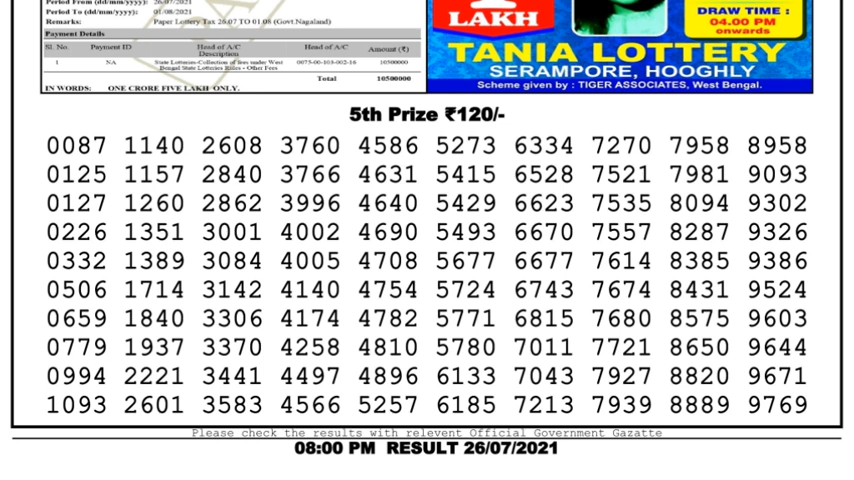 Period From (dd/mm/yyyy): 26/07/2021
Period To (dd/mm/yyyy): 01/08/2021
Remarks: Paper Lottery Tax 26.07 TO 01.08 (Govt.Nagaland)
Payment Details
Sl. No. Payment ID Head of A/C Description Head of A/C Amount (₹)
1 NA State Lotteries-Collection of fees under West Bengal State Lotteries Rules - Other Fees 0075-00-103-002-16 10500000
Total 10500000
IN WORDS: ONE CRORE FIVE LAKH ONLY.
LAKH
DRAW TIME :
04.00 PM
onwards
TANIA LOTTERY
SERAMPORE, HOOGHLY
Scheme given by : TIGER ASSOCIATES, West Bengal.
5th Prize ₹120/-
0087 1140 2608 3760 4586 5273 6334 7270 7958 8958
0125 1157 2840 3766 4631 5415 6528 7521 7981 9093
0127 1260 2862 3996 4640 5429 6623 7535 8094 9302
0226 1351 3001 4002 4690 5493 6670 7557 8287 9326
0332 1389 3084 4005 4708 5677 6677 7614 8385 9386
0506 1714 3142 4140 4754 5724 6743 7674 8431 9524
0659 1840 3306 4174 4782 5771 6815 7680 8575 9603
0779 1937 3370 4258 4810 5780 7011 7721 8650 9644
0994 2221 3441 4497 4896 6133 7043 7927 8820 9671
1093 2601 3583 4566 5257 6185 7213 7939 8889 9769
Please check the results with relevent Official Government Gazatte
08:00 PM RESULT 26/07/2021